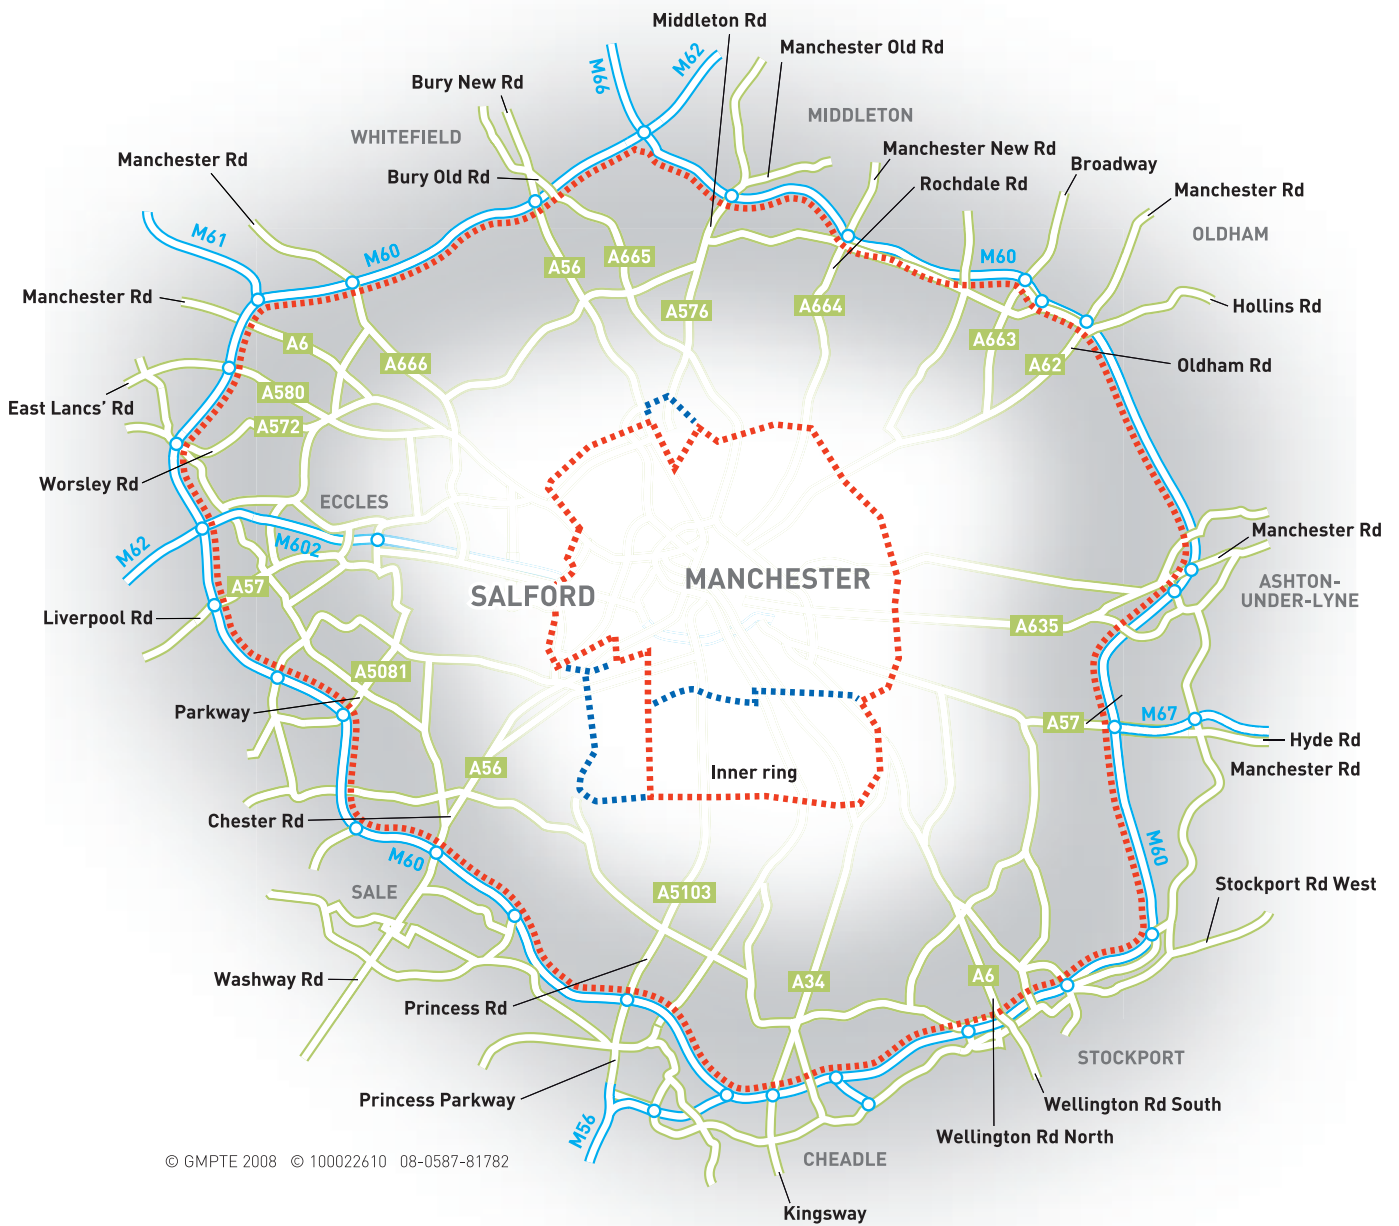 Middleton Rd
Manchester Old Rd
M66
M62
Bury New Rd
MIDDLETON
WHITEFIELD
Manchester Rd
Manchester New Rd
Broadway
Bury Old Rd
Rochdale Rd
Manchester Rd
M61
OLDHAM
M60
A665
M60
A56
Manchester Rd
A576
A664
Hollins Rd
A6
A663
A666
A62
Oldham Rd
A580
East Lancs' Rd
A572
Worsley Rd
ECCLES
Manchester Rd
M62
M602
MANCHESTER
ASHTON-
UNDER-LYNE
A57
SALFORD
Liverpool Rd
A635
A5081
Parkway
A57
M67
Hyde Rd
A56
Inner ring
Manchester Rd
Chester Rd
M60
M60
SALE
A5103
Stockport Rd West
Washway Rd
A34
A6
Princess Rd
STOCKPORT
Princess Parkway
Wellington Rd South
M56
Wellington Rd North
CHEADLE
© GMPTE 2008 © 100022610 08-0587-81782
Kingsway